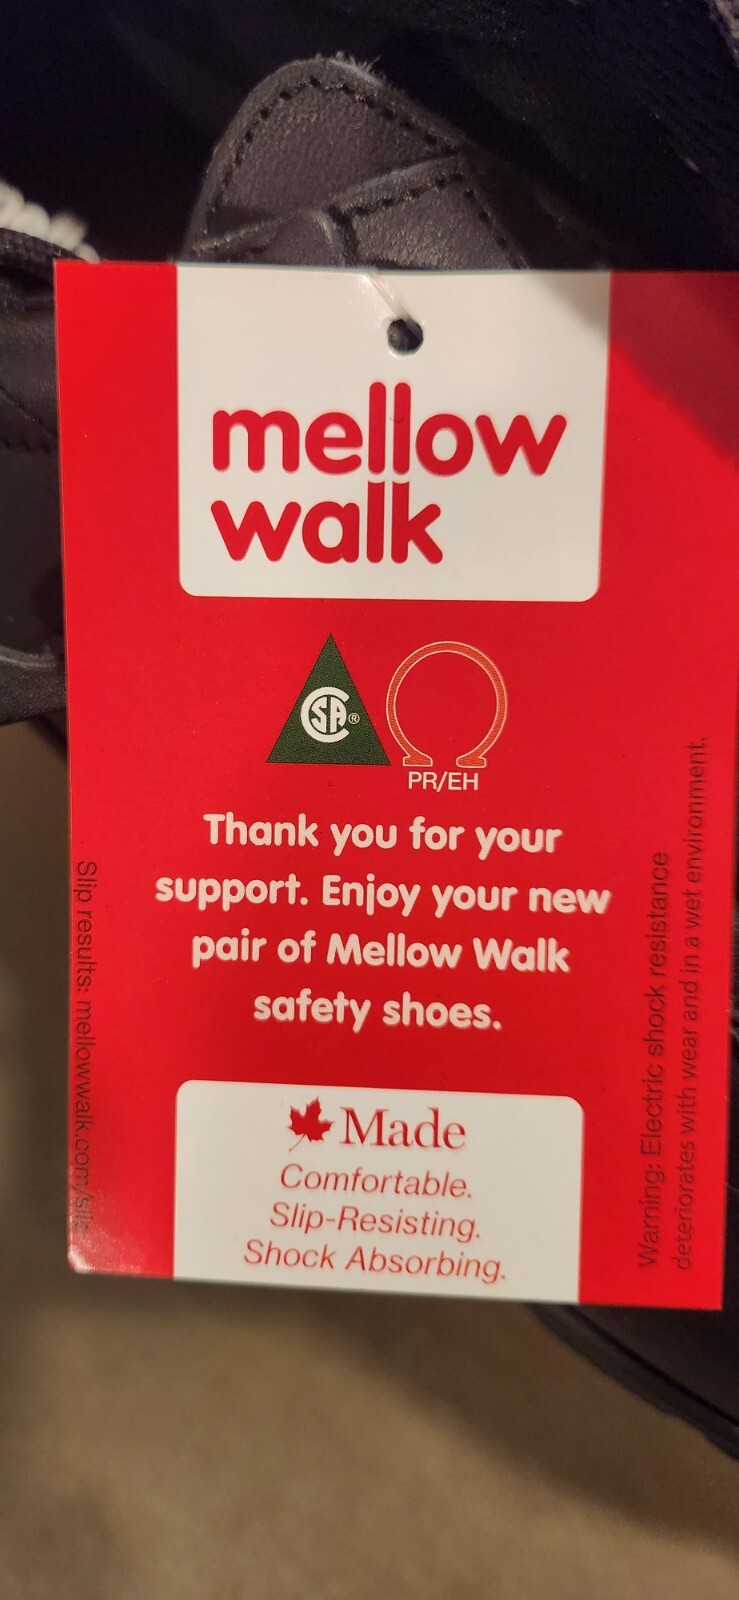 mellow
walk
CSA®
PR/EH
Thank you for your
support. Enjoy your new
pair of Mellow Walk
safety shoes.
Made
Comfortable.
Slip-Resisting.
Shock Absorbing.
Slip results: mellowwalk.com/slip
Warning: Electric shock resistance
deteriorates with wear and in a wet environment.